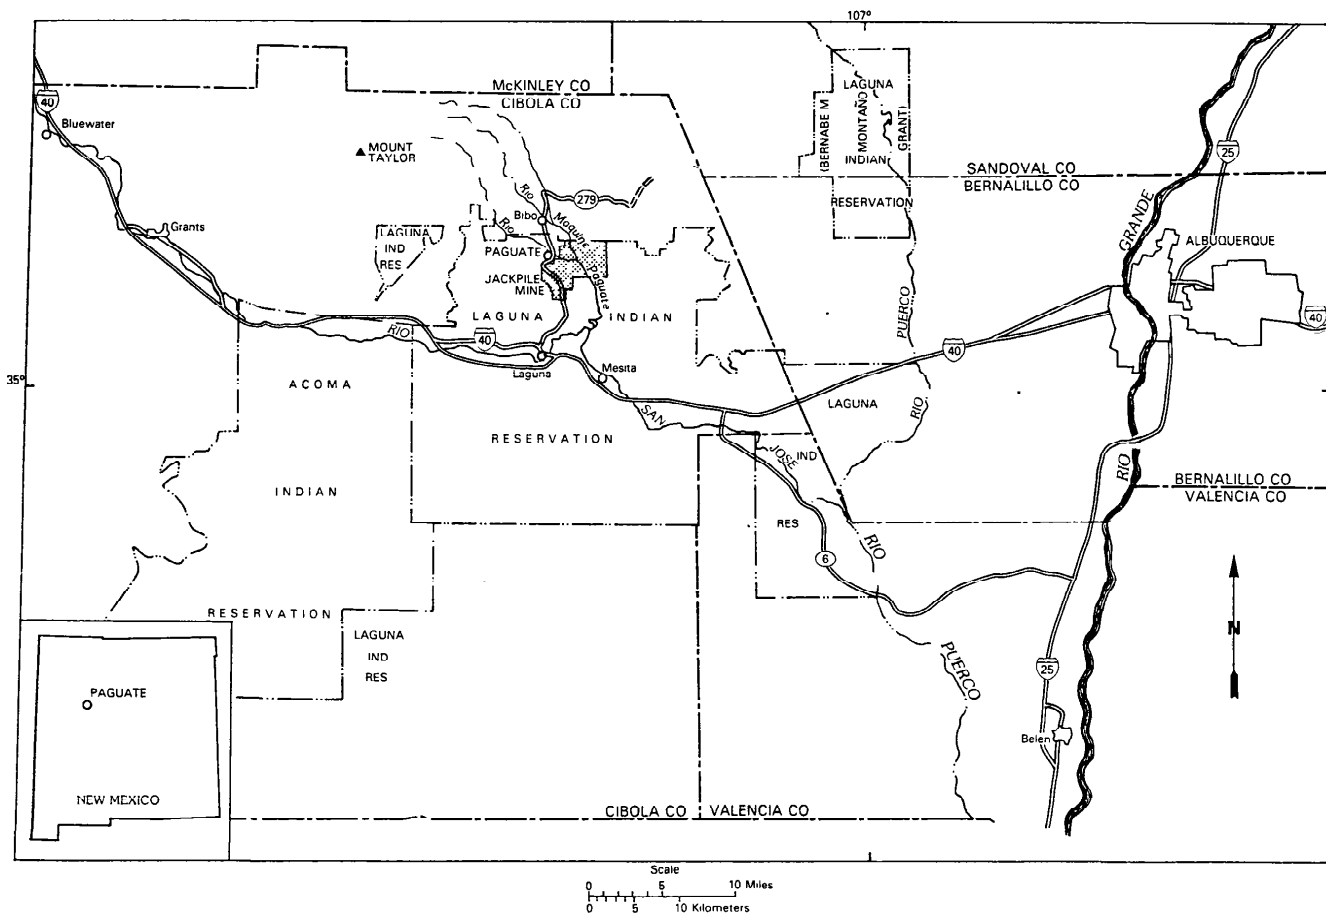 107°
McKINLEY CO
CIBOLA CO
40
Bluewater
MOUNT
TAYLOR
LAGUNA
(BERNABE M
MONTANO
GRANT)
INDIAN
RESERVATION
25
SANDOVAL CO
BERNALILLO CO
279
Rio
Moquino
Bibo
Rio
Paguate
Grants
LAGUNA
IND
RES
PAGUATE
JACKPILE
MINE
GRANDE
ALBUQUERQUE
LAGUNA
INDIAN
PUERCO
RIO
40
40
40
Laguna
Mesita
35°
ACOMA
SAN
LAGUNA
RIO
RESERVATION
JOSE
IND
RIO
BERNALILLO CO
VALENCIA CO
INDIAN
RES
RIO
6
RESERVATION
LAGUNA
IND
RES
N
PUERCO
25
PAGUATE
Belen
NEW MEXICO
CIBOLA CO
VALENCIA CO
Scale
0 5 10 Miles
0 5 10 Kilometers